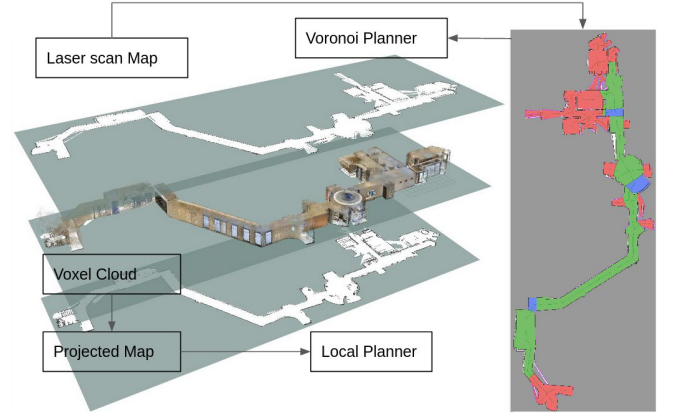 Voronoi Planner
Laser scan Map
Voxel Cloud
Projected Map
Local Planner